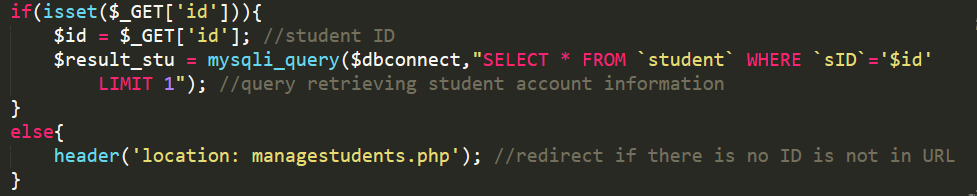 if(isset($_GET['id'])){
    $id = $_GET['id']; //student ID
    $result_stu = mysqli_query($dbconnect,"SELECT * FROM `student` WHERE `sID`='$id'
        LIMIT 1"); //query retrieving student account information
}
else{
    header('location: managestudents.php'); //redirect if there is no ID is not in URL
}